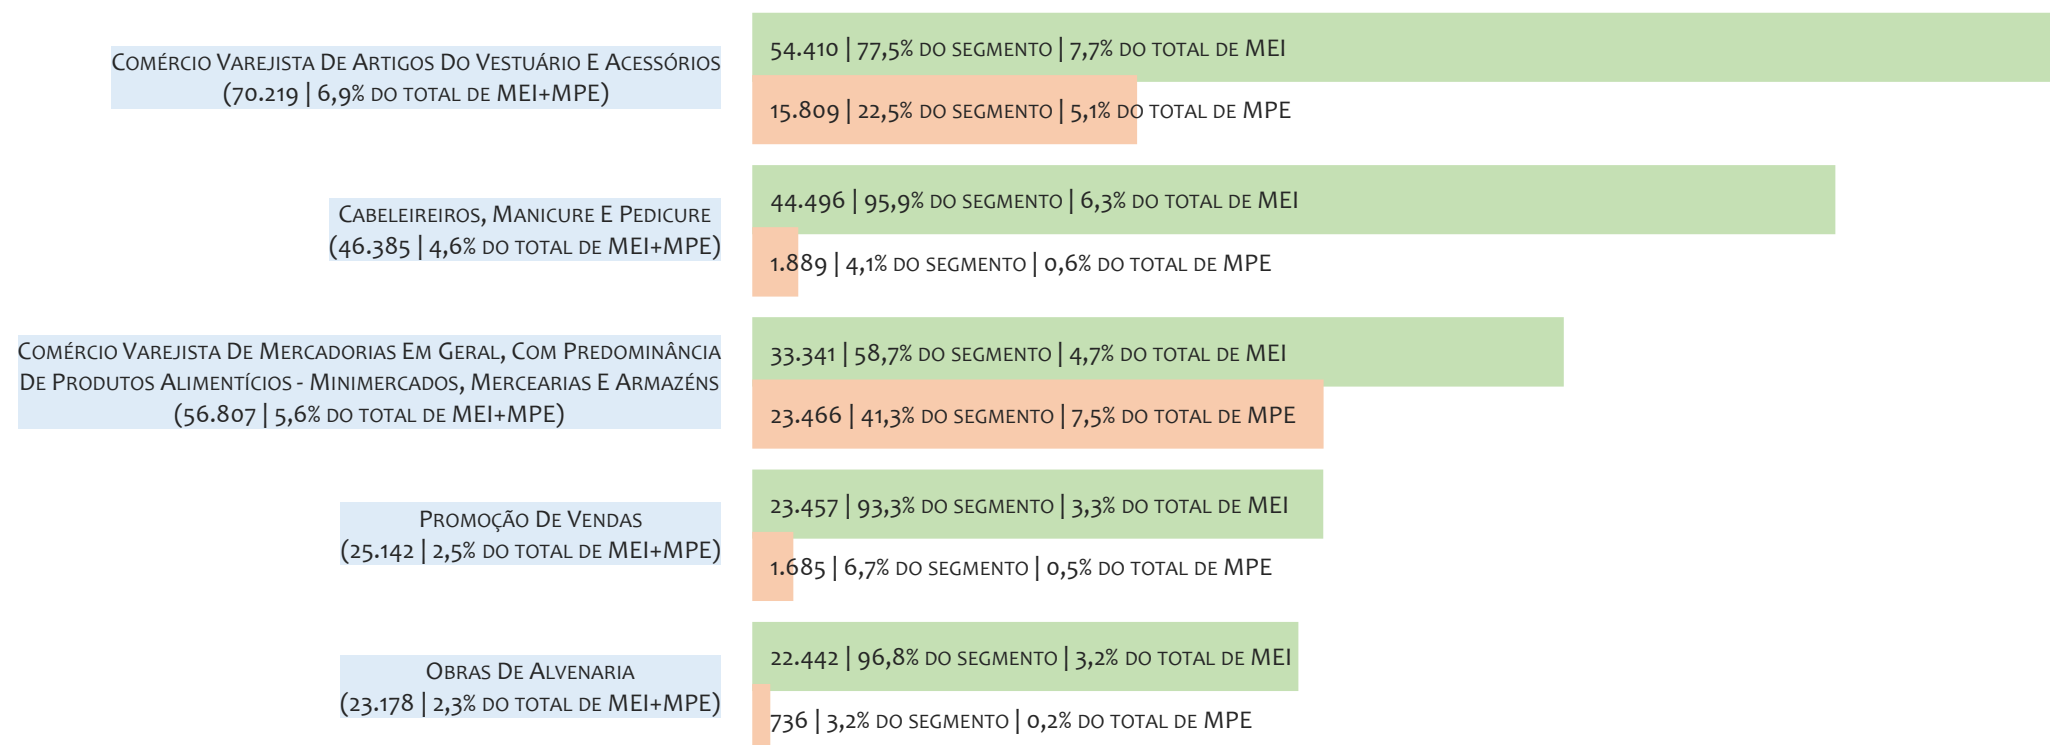 Comércio Varejista De Artigos Do Vestuário E Acessórios
(70.219 | 6,9% do total de MEI+MPE)
54.410 | 77,5% do segmento | 7,7% do total de MEI
15.809 | 22,5% do segmento | 5,1% do total de MPE
Cabeleireiros, Manicure E Pedicure
(46.385 | 4,6% do total de MEI+MPE)
44.496 | 95,9% do segmento | 6,3% do total de MEI
1.889 | 4,1% do segmento | 0,6% do total de MPE
Comércio Varejista De Mercadorias Em Geral, Com Predominância
De Produtos Alimentícios - Minimercados, Mercearias E Armazéns
(56.807 | 5,6% do total de MEI+MPE)
33.341 | 58,7% do segmento | 4,7% do total de MEI
23.466 | 41,3% do segmento | 7,5% do total de MPE
Promoção De Vendas
(25.142 | 2,5% do total de MEI+MPE)
23.457 | 93,3% do segmento | 3,3% do total de MEI
1.685 | 6,7% do segmento | 0,5% do total de MPE
Obras De Alvenaria
(23.178 | 2,3% do total de MEI+MPE)
22.442 | 96,8% do segmento | 3,2% do total de MEI
736 | 3,2% do segmento | 0,2% do total de MPE